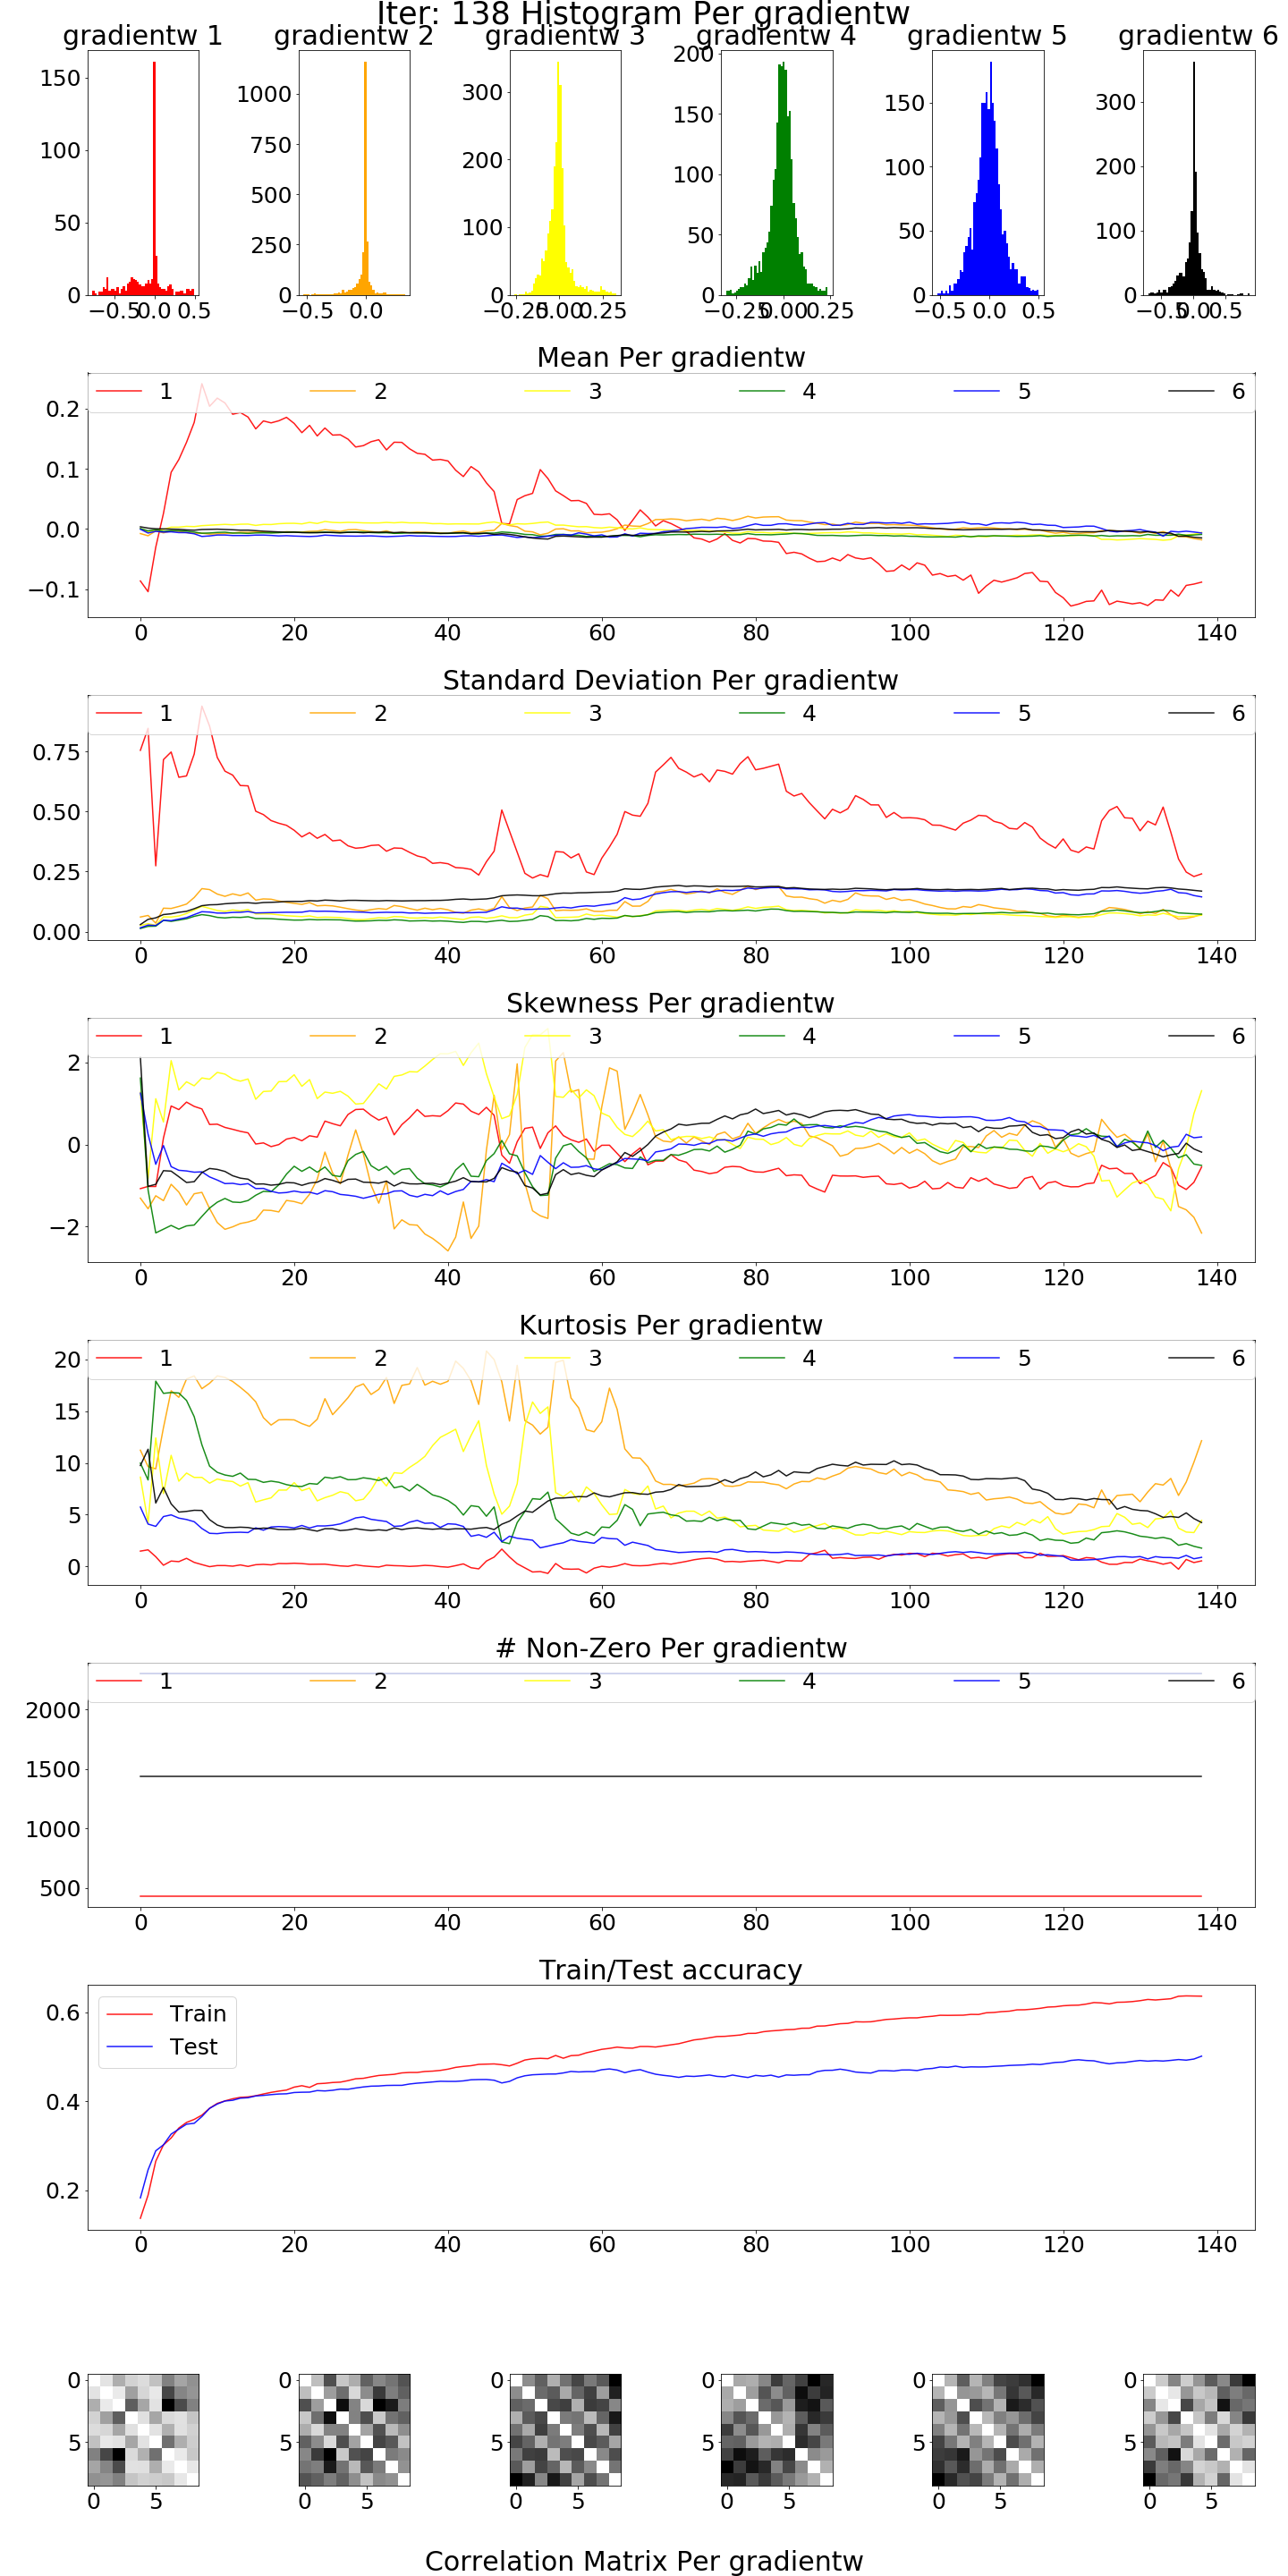 Iter: 138 Histogram Per gradientw
gradientw 1 gradientw 2 gradientw 3 gradientw 4 gradientw 5 gradientw 6
150
100
50
0
−0.5 0.0 0.5
1000
750
500
250
0
−0.5 0.0
300
200
100
0
−0.25 0.00 0.25
200
150
100
50
0
−0.25 0.00 0.25
150
100
50
0
−0.5 0.0 0.5
300
200
100
0
−0.5 0.0 0.5
Mean Per gradientw
1 2 3 4 5 6
0.2
0.1
0.0
−0.1
0 20 40 60 80 100 120 140
Standard Deviation Per gradientw
1 2 3 4 5 6
0.75
0.50
0.25
0.00
0 20 40 60 80 100 120 140
Skewness Per gradientw
1 2 3 4 5 6
2
0
−2
0 20 40 60 80 100 120 140
Kurtosis Per gradientw
1 2 3 4 5 6
20
15
10
5
0
0 20 40 60 80 100 120 140
# Non-Zero Per gradientw
1 2 3 4 5 6
2000
1500
1000
500
0 20 40 60 80 100 120 140
Train/Test accuracy
Train
Test
0.6
0.4
0.2
0 20 40 60 80 100 120 140
0
5
0 5
0
5
0 5
0
5
0 5
0
5
0 5
0
5
0 5
0
5
0 5
Correlation Matrix Per gradientw